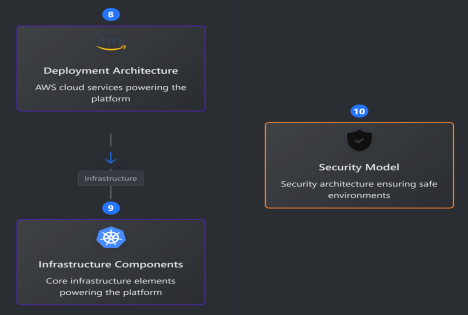 8
aws
Deployment Architecture
AWS cloud services powering the
platform
Infrastructure
9
Infrastructure Components
Core infrastructure elements
powering the platform
10
Security Model
Security architecture ensuring safe
environments